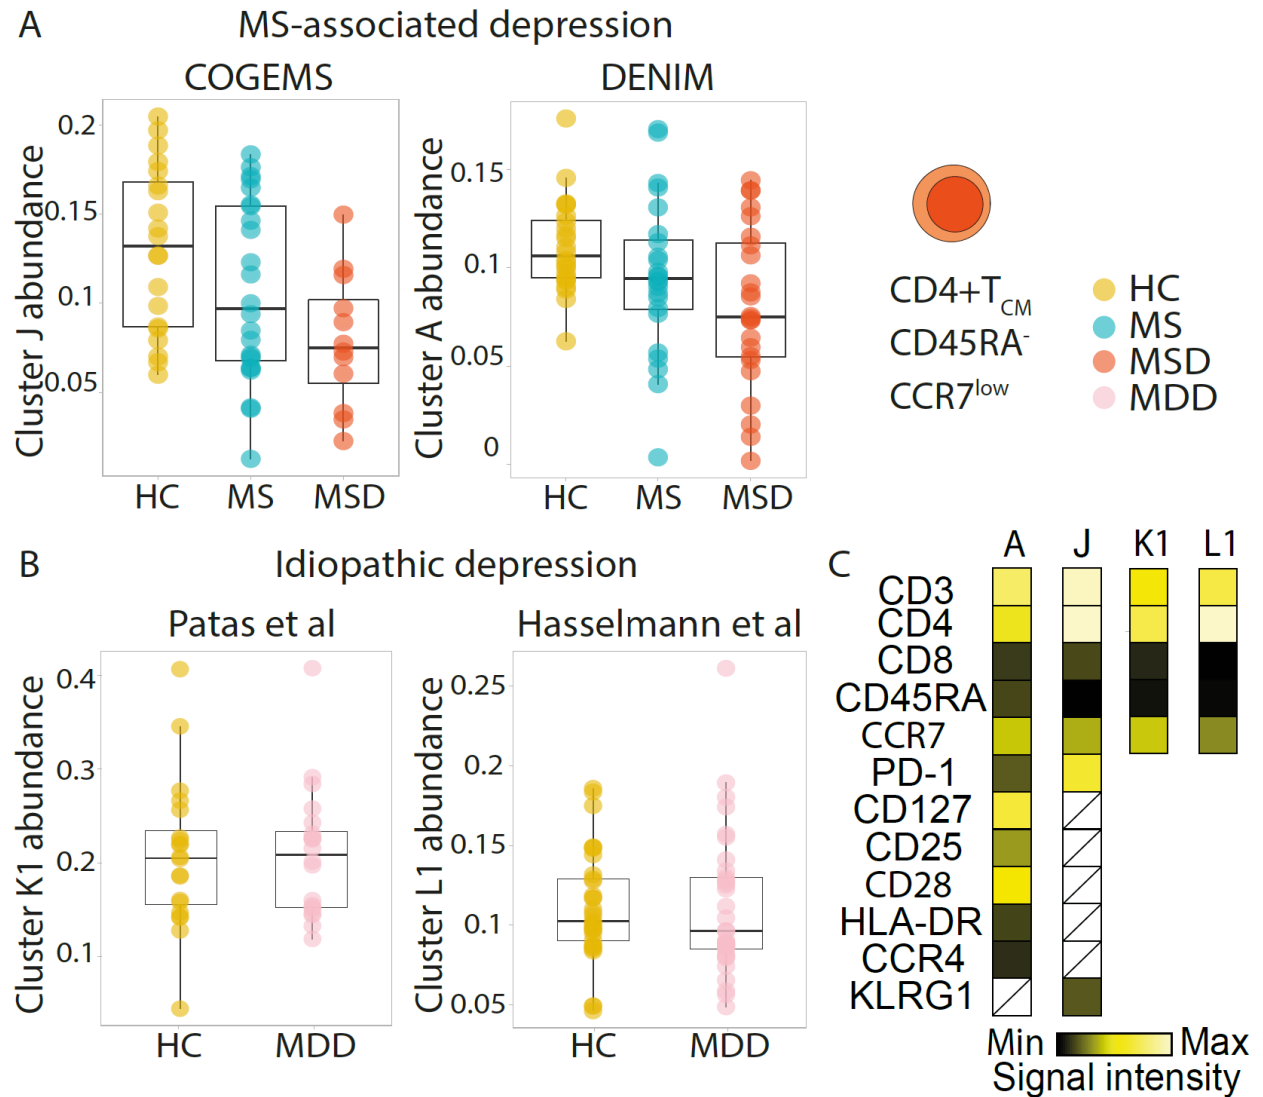 A
MS-associated depression
COGEMS
DENIM
Cluster J abundance
0.2
0.15
0.1
0.05
HC
MS
MSD
Cluster A abundance
0.15
0.1
0.05
0
HC
MS
MSD
CD4+TCM
CD45RA-
CCR7low
HC
MS
MSD
MDD
B
Idiopathic depression
Patas et al
Hasselmann et al
Cluster K1 abundance
0.4
0.3
0.2
0.1
HC
MDD
Cluster L1 abundance
0.25
0.2
0.15
0.1
0.05
HC
MDD
C
A J K1 L1
CD3
CD4
CD8
CD45RA
CCR7
PD-1
CD127
CD25
CD28
HLA-DR
CCR4
KLRG1
Min Max
Signal intensity